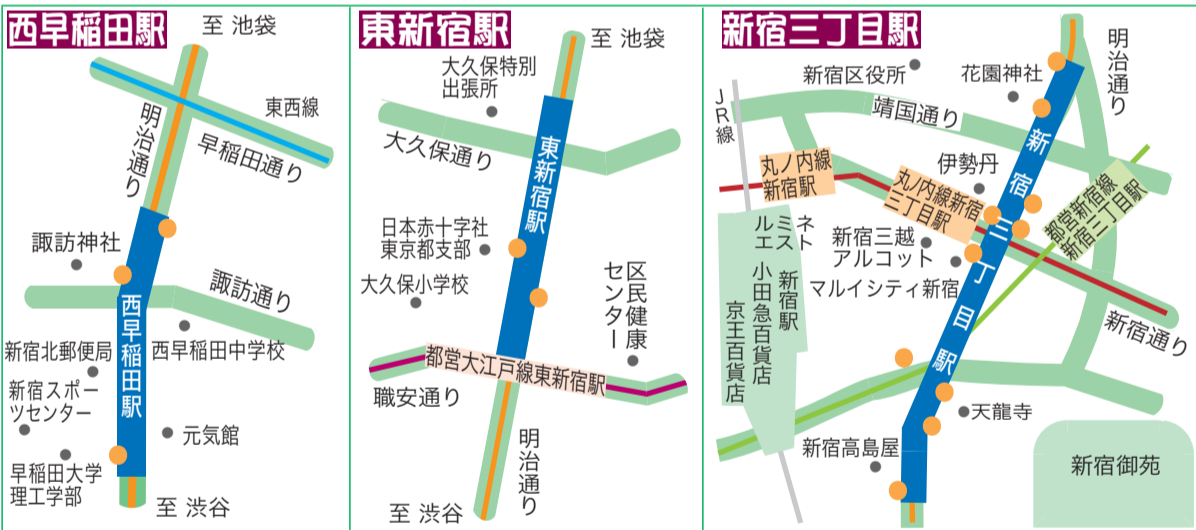 西早稲田駅
至 池袋
東西線
明治通り
早稲田通り
諏訪神社
諏訪通り
西早稲田駅
新宿北郵便局
西早稲田中学校
新宿スポー
ツセンター
元気館
早稲田大学
理工学部
至 渋谷
東新宿駅
至 池袋
大久保特別
出張所
大久保通り
東新宿駅
日本赤十字社
東京都支部
大久保小学校
区民健康
センター
都営大江戸線東新宿駅
職安通り
明治通り
至 渋谷
新宿三丁目駅
明治通り
新宿区役所
花園神社
JR線
靖国通り
伊勢丹
丸ノ内線
新宿駅
丸ノ内線新宿
三丁目駅
都営新宿線
新宿三丁目駅
新宿三丁目駅
ルミネ
エスト
新宿三越
アルコット
マルイシティ新宿
新宿駅
小田急百貨店
京王百貨店
新宿通り
天龍寺
新宿高島屋
新宿御苑